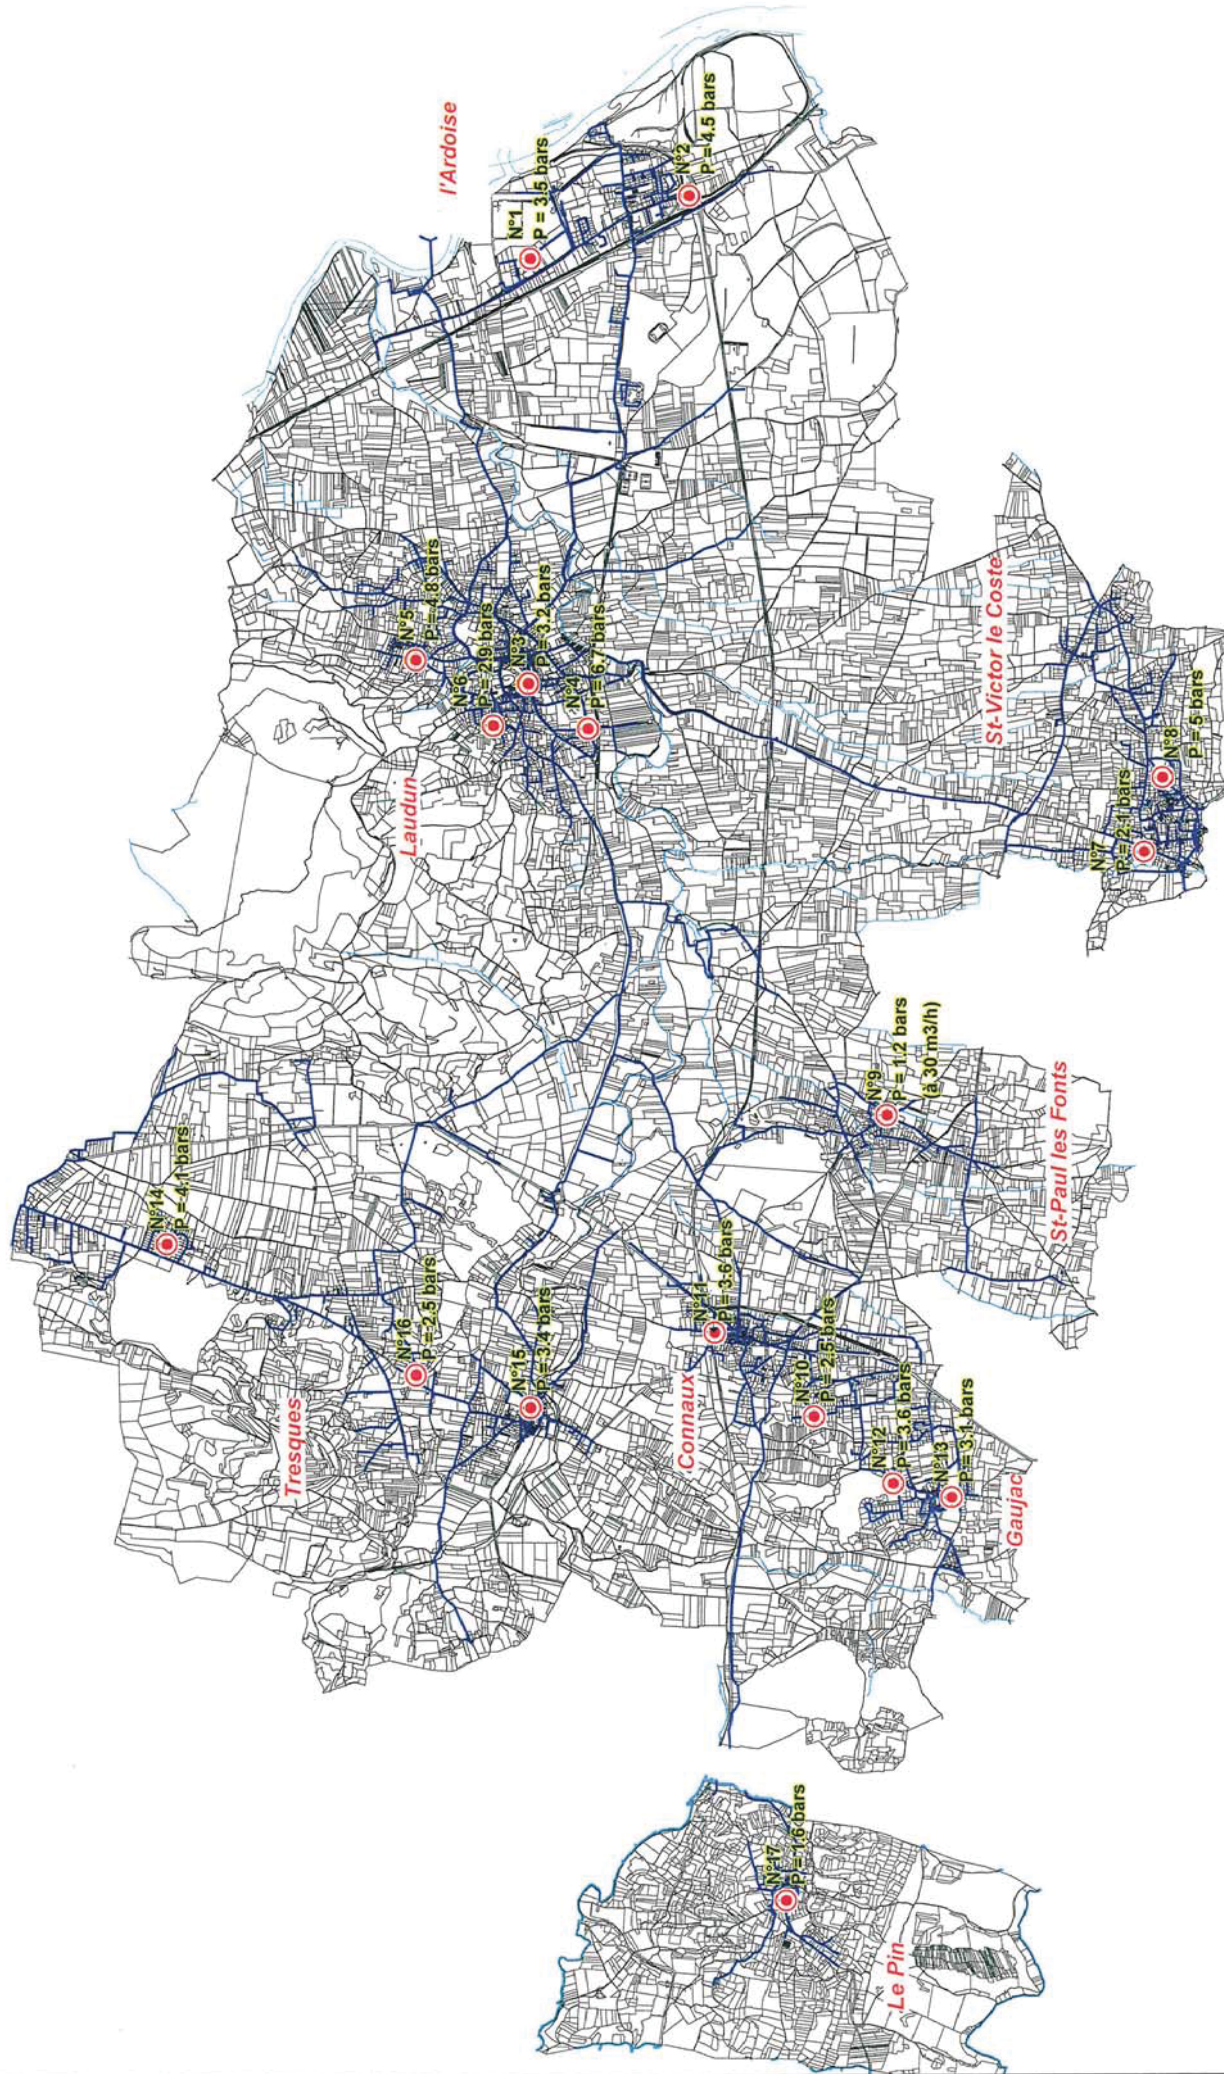 l'Ardoise
N°1
P = 3.5 bars
N°2
P = 4.5 bars
N°5
P = 4.8 bars
N°6
P = 2.9 bars
N°3
P = 3.2 bars
N°4
P = 6.7 bars
Laudun
St-Victor le Coste
N°7
P = 2.1 bars
N°8
P = 5 bars
N°9
P = 1.2 bars
(à 30 m3/h)
St-Paul les Fonts
N°14
P = 4.1 bars
N°16
P = 2.5 bars
N°15
P = 3.4 bars
Tresques
N°11
P = 3.6 bars
Connaux
N°10
P = 2.5 bars
N°12
P = 3.6 bars
N°13
P = 3.1 bars
Gaujac
N°17
P = 1.6 bars
Le Pin